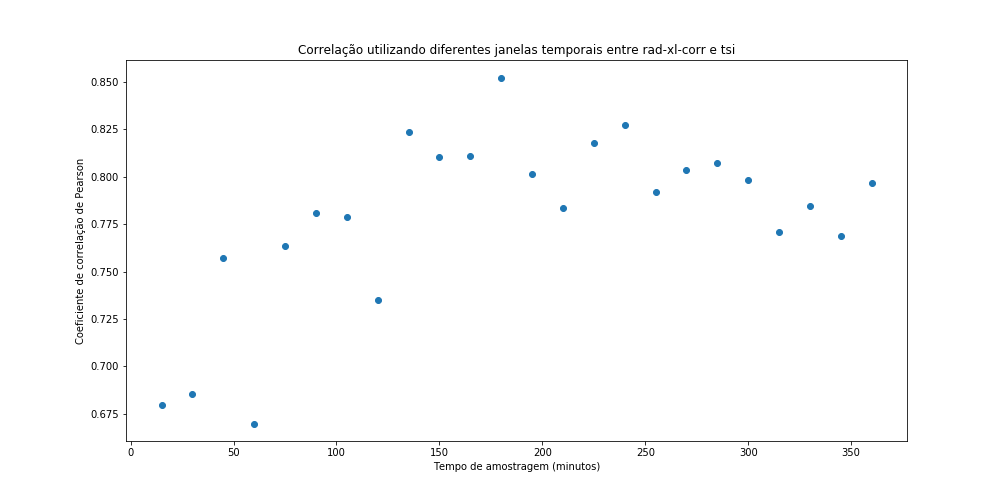 Correlação utilizando diferentes janelas temporais entre rad-xl-corr e tsi
Coeficiente de correlação de Pearson
0.850
0.825
0.800
0.775
0.750
0.725
0.700
0.675
0 50 100 150 200 250 300 350
Tempo de amostragem (minutos)